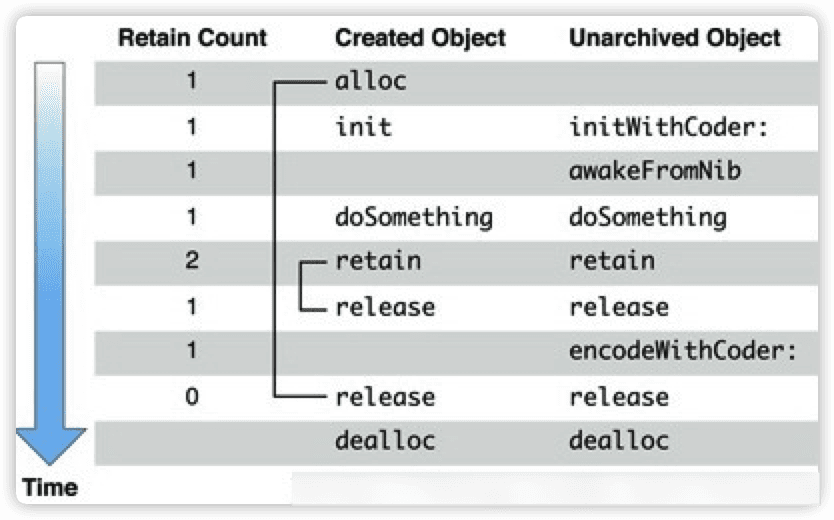 Retain Count Created Object Unarchived Object
1 alloc
1 init initWithCoder:
1 awakeFromNib
1 doSomething doSomething
2 retain retain
1 release release
1 encodeWithCoder:
0 release release
dealloc dealloc
Time